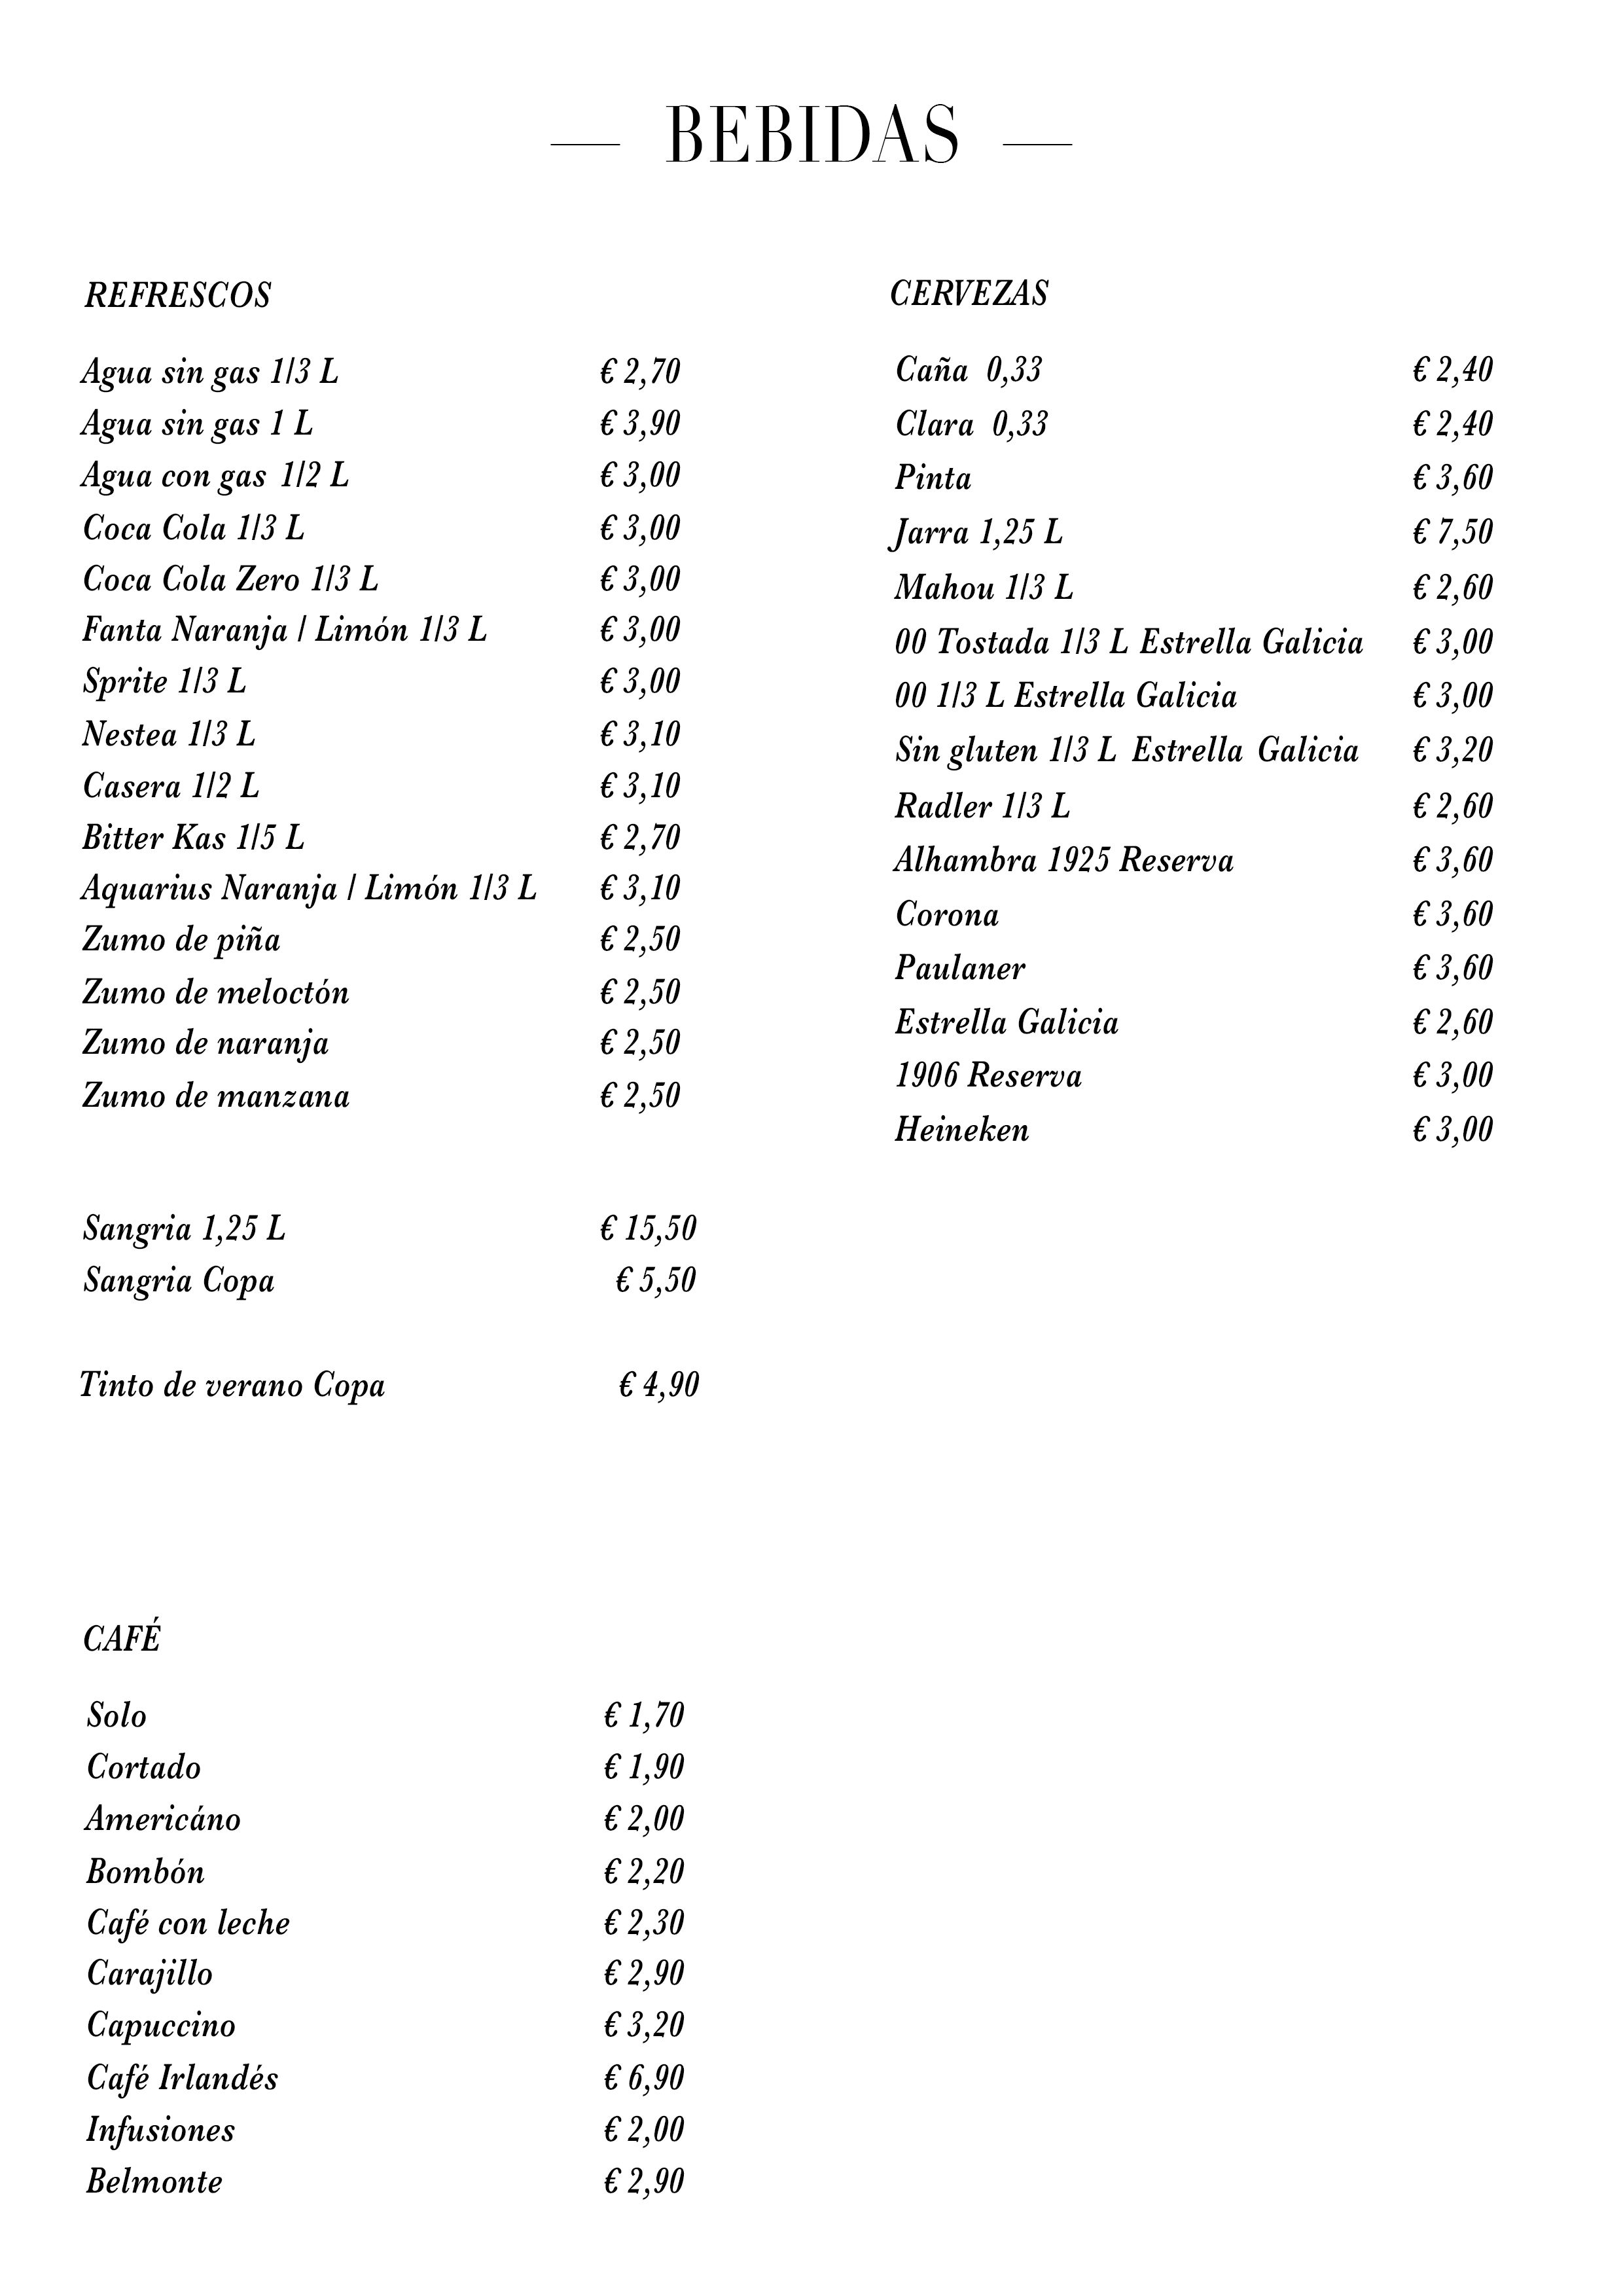 BEBIDAS
REFRESCOS
Agua sin gas 1/3 L € 2,70
Agua sin gas 1 L € 3,90
Agua con gas 1/2 L € 3,00
Coca Cola 1/3 L € 3,00
Coca Cola Zero 1/3 L € 3,00
Fanta Naranja / Limón 1/3 L € 3,00
Sprite 1/3 L € 3,00
Nestea 1/3 L € 3,10
Casera 1/2 L € 3,10
Bitter Kas 1/5 L € 2,70
Aquarius Naranja / Limón 1/3 L € 3,10
Zumo de piña € 2,50
Zumo de meloctón € 2,50
Zumo de naranja € 2,50
Zumo de manzana € 2,50
Sangria 1,25 L € 15,50
Sangria Copa € 5,50
Tinto de verano Copa € 4,90
CAFÉ
Solo € 1,70
Cortado € 1,90
Americáno € 2,00
Bombón € 2,20
Café con leche € 2,30
Carajillo € 2,90
Capuccino € 3,20
Café Irlandés € 6,90
Infusiones € 2,00
Belmonte € 2,90
CERVEZAS
Caña 0,33 € 2,40
Clara 0,33 € 2,40
Pinta € 3,60
Jarra 1,25 L € 7,50
Mahou 1/3 L € 2,60
00 Tostada 1/3 L Estrella Galicia € 3,00
00 1/3 L Estrella Galicia € 3,00
Sin gluten 1/3 L Estrella Galicia € 3,20
Radler 1/3 L € 2,60
Alhambra 1925 Reserva € 3,60
Corona € 3,60
Paulaner € 3,60
Estrella Galicia € 2,60
1906 Reserva € 3,00
Heineken € 3,00